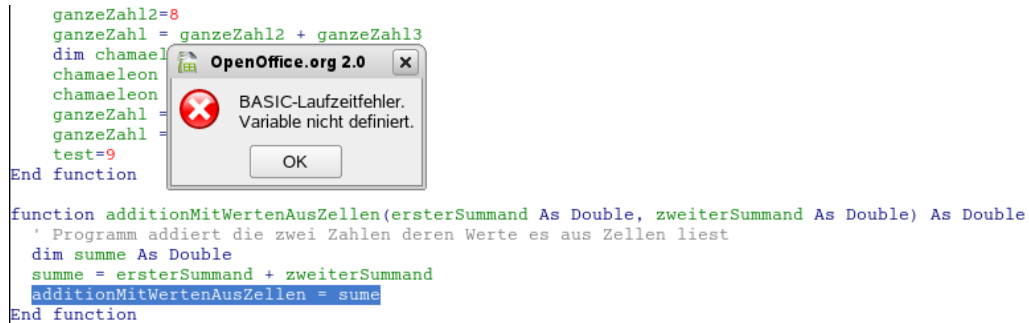 ganzeZahl2=8
ganzeZahl = ganzeZahl2 + ganzeZahl3
dim chamael
OpenOffice.org 2.0
chamaeleon
chamaeleon
BASIC-Laufzeitfehler.
Variable nicht definiert.
ganzeZahl =
ganzeZahl =
test=9
OK
End function
function additionMitWertenAusZellen(ersterSummand As Double, zweiterSummand As Double) As Double
' Programm addiert die zwei Zahlen deren Werte es aus Zellen liest
dim summe As Double
summe = ersterSummand + zweiterSummand
additionMitWertenAusZellen = sume
End function